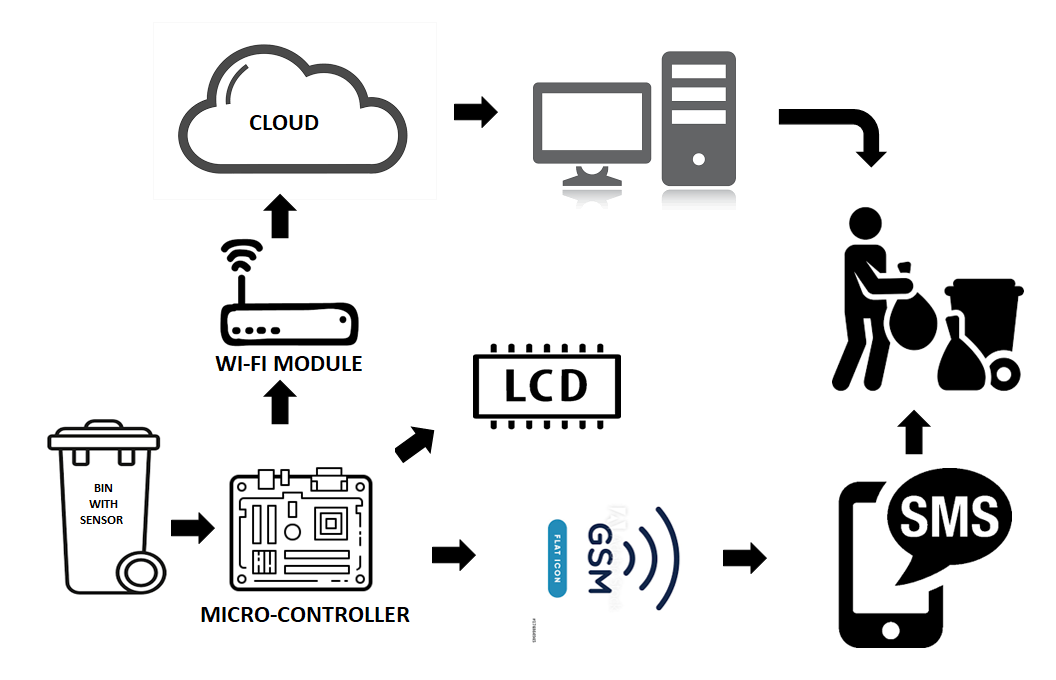 CLOUD
WI-FI MODULE
LCD
BIN
WITH
SENSOR
MICRO-CONTROLLER
FLAT ICON
GSM
SMS